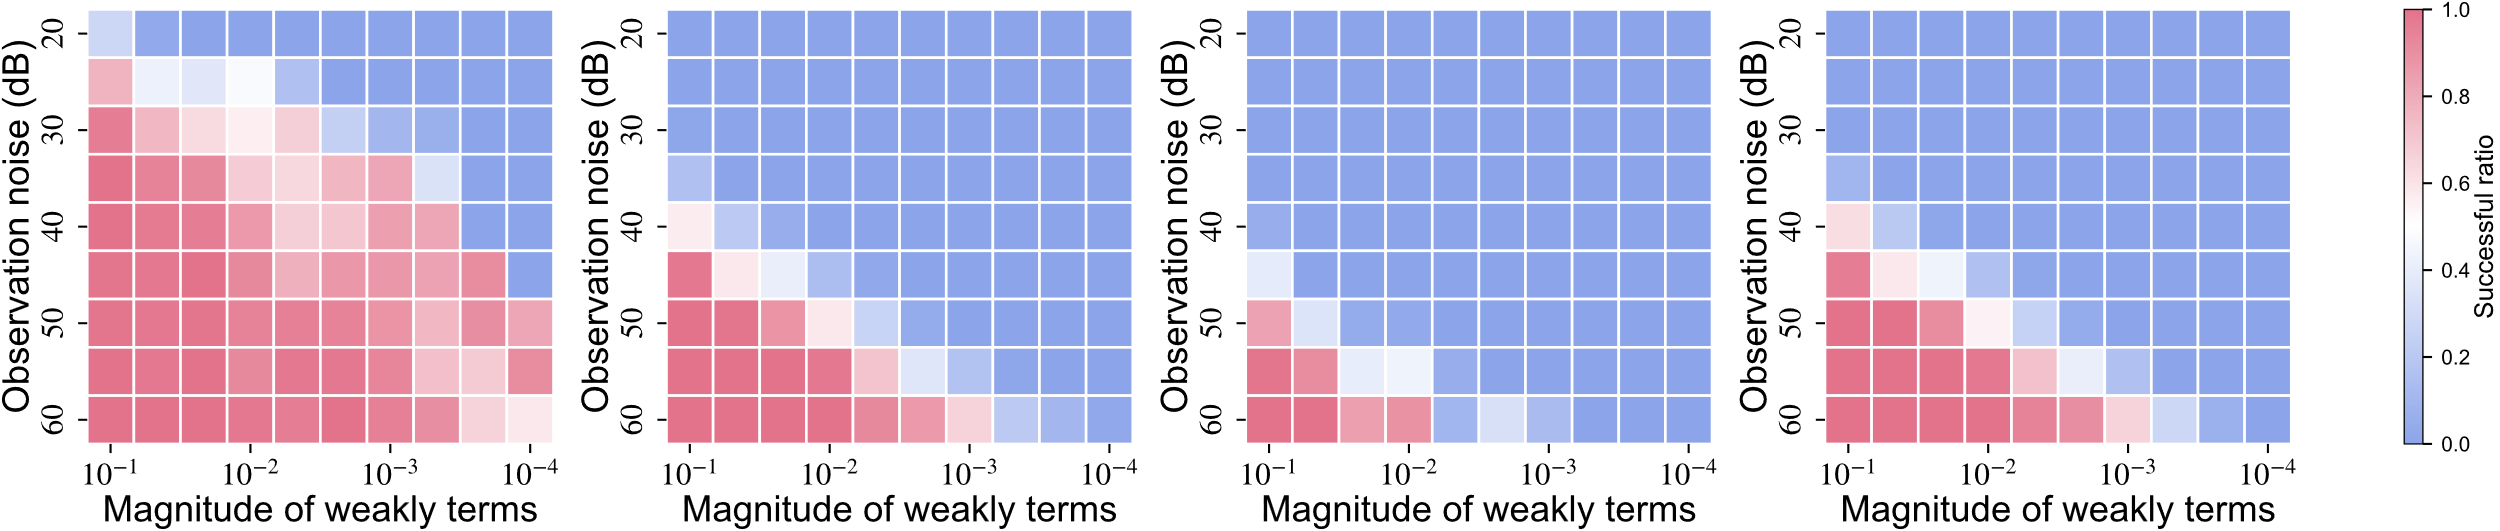 Observation noise (dB)
20
30
40
50
60
10⁻¹ 10⁻² 10⁻³ 10⁻⁴
Magnitude of weakly terms
Observation noise (dB)
20
30
40
50
60
10⁻¹ 10⁻² 10⁻³ 10⁻⁴
Magnitude of weakly terms
Observation noise (dB)
20
30
40
50
60
10⁻¹ 10⁻² 10⁻³ 10⁻⁴
Magnitude of weakly terms
Observation noise (dB)
20
30
40
50
60
10⁻¹ 10⁻² 10⁻³ 10⁻⁴
Magnitude of weakly terms
1.0
0.8
0.6
0.4
0.2
0.0
Successful ratio